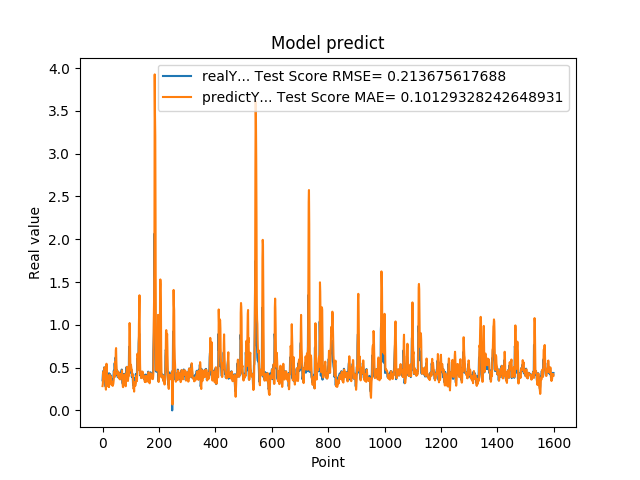 Model predict
realY... Test Score RMSE= 0.213675617688
predictY... Test Score MAE= 0.10129328242648931
4.0
3.5
3.0
2.5
2.0
1.5
1.0
0.5
0.0
Real value
0 200 400 600 800 1000 1200 1400 1600
Point